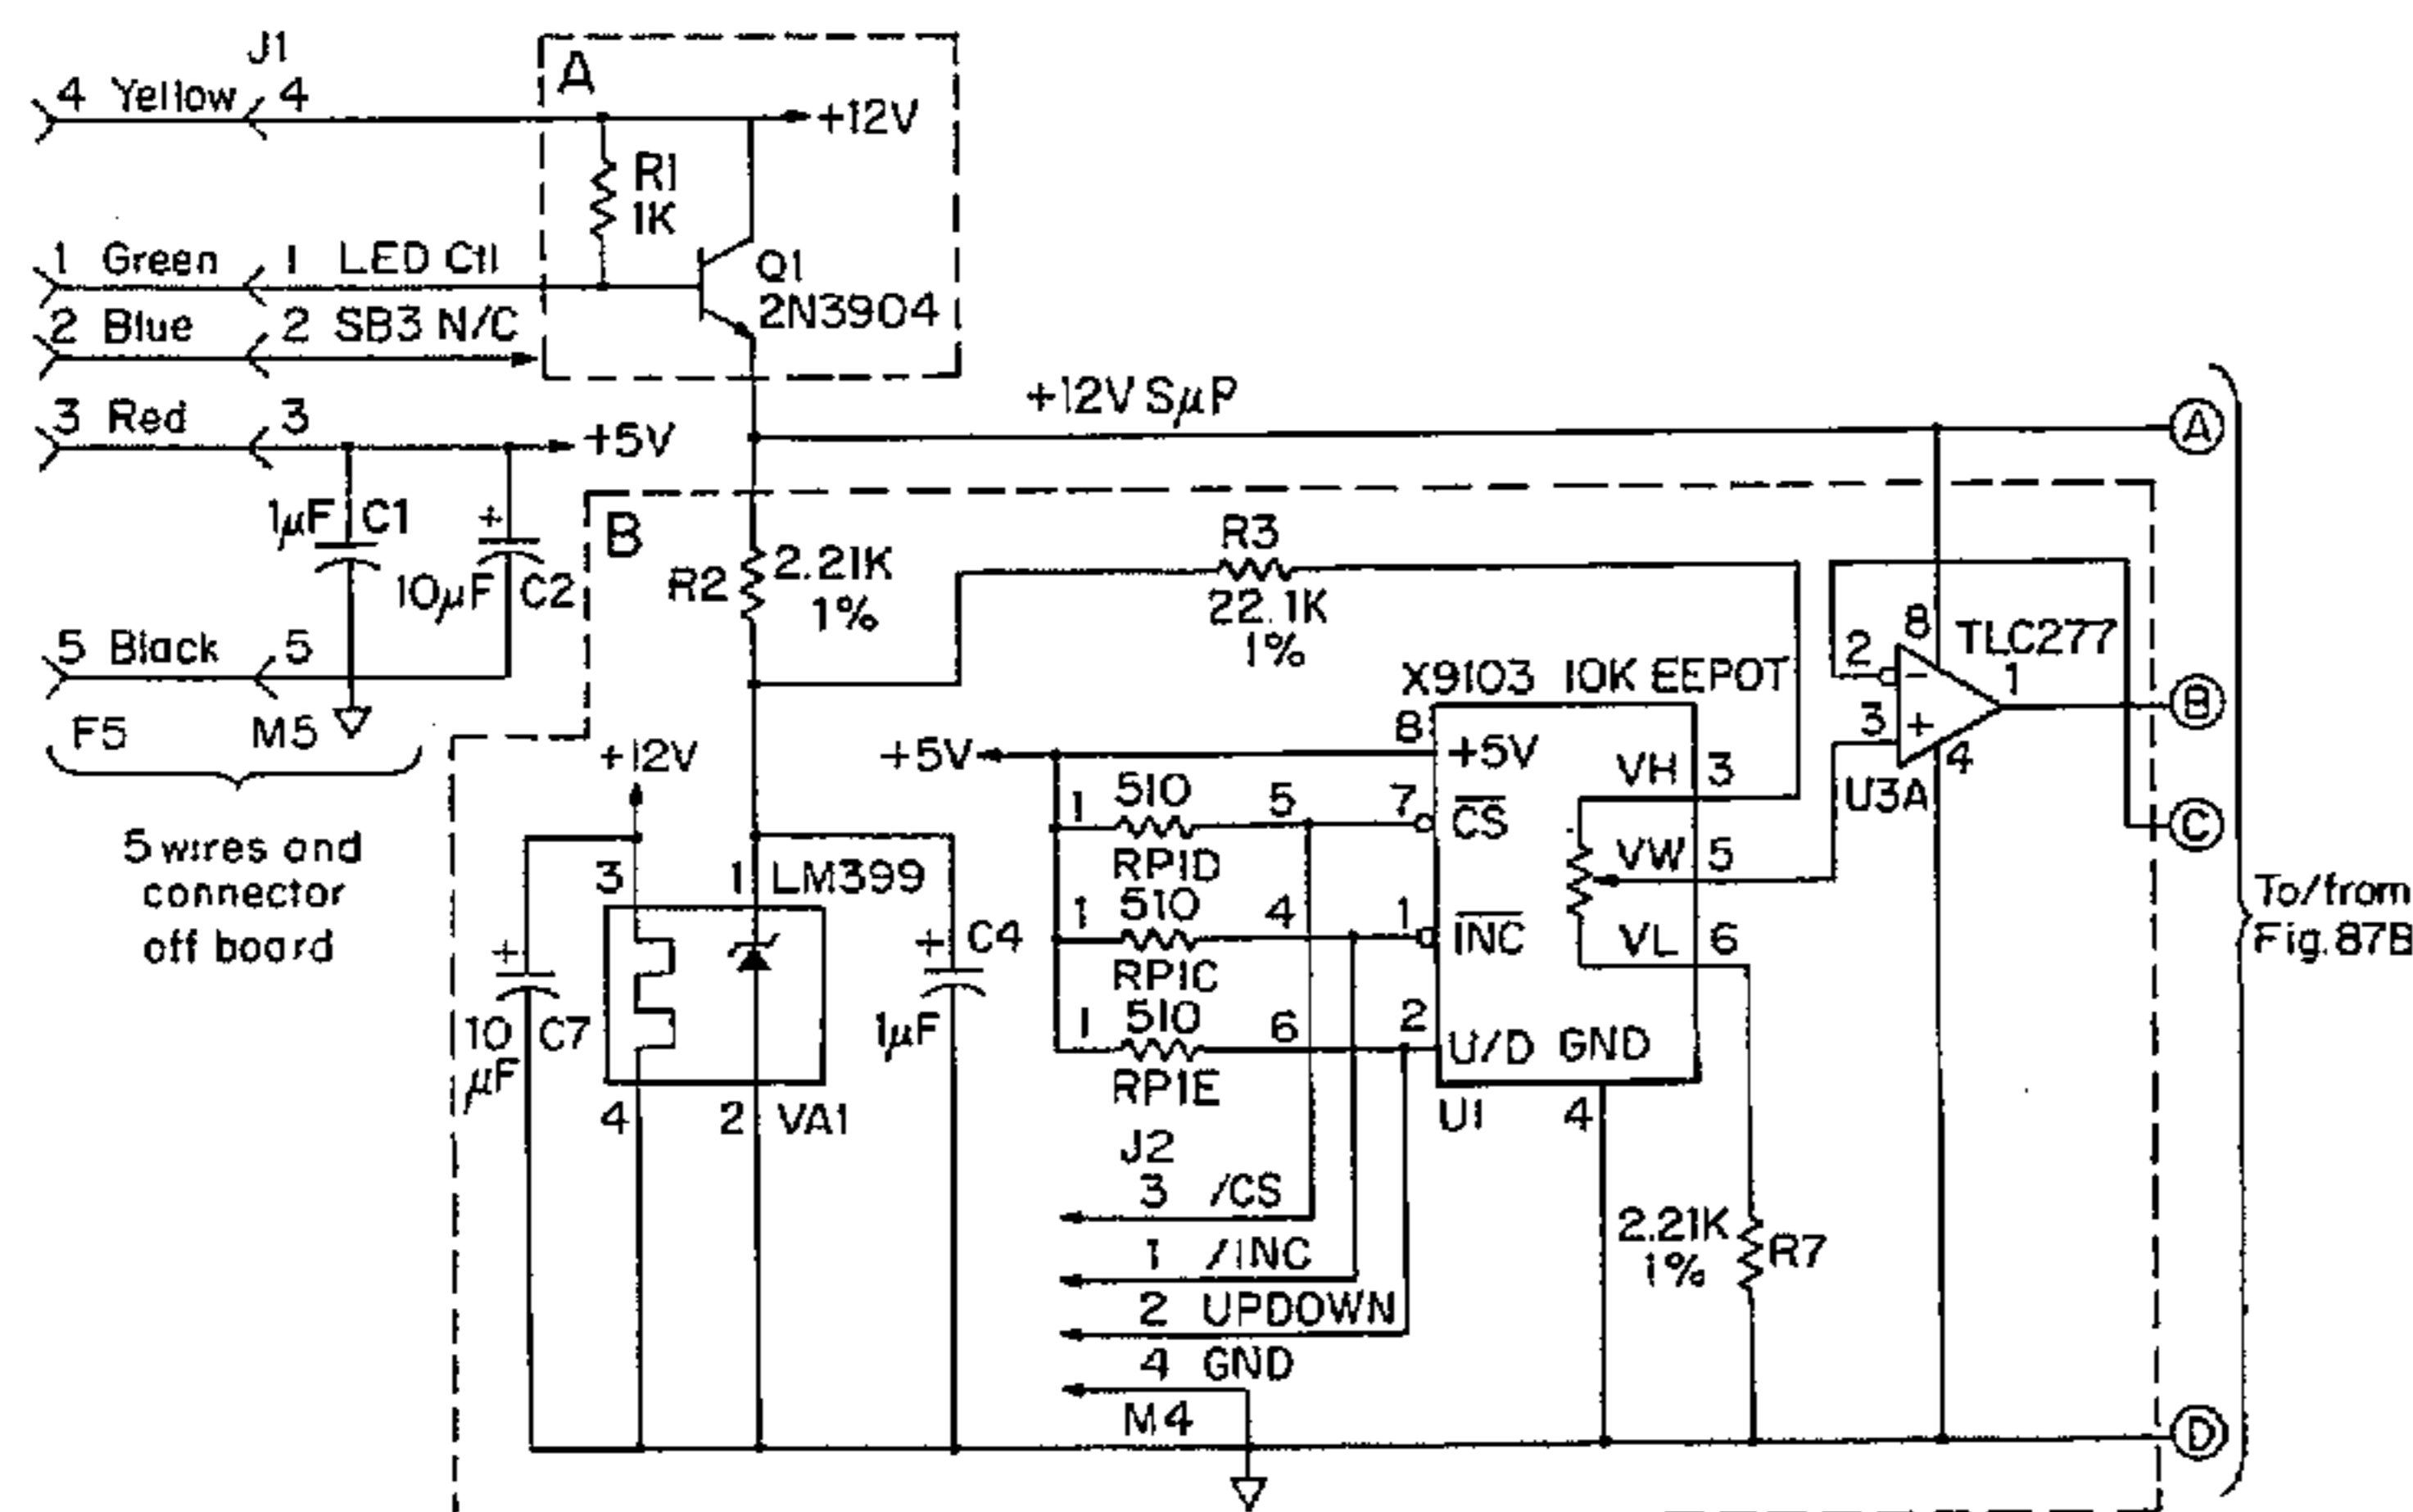 J1
4 Yellow 4
A
+12V
R1
1K
1 Green 1 LED Ctl
Q1
2N3904
2 Blue 2 SB3 N/C
3 Red 3
+5V
+12V SμP
A
1μF C1
+
10μF C2
B
R2
2.21K
1%
R3
22.1K
1%
5 Black 5
F5 M5
5 wires and
connector
off board
X9103 10K EEPOT
8
TLC277
2
−
1
B
3
+
4
U3A
C
+12V
+5V
8
+5V
VH 3
1 510 5 7 CS
RP1D
VW 5
3
1 LM399
1 510 4 1 INC
RP1C
VL 6
+ C4
1μF
+
10 C7
μF
1 510 6 2 U/D GND
RP1E
4 2 VA1
U1
4
To/from
Fig. 87B
J2
3 /CS
1 /INC
2 UPDOWN
4 GND
M4
2.21K
1%
R7
D